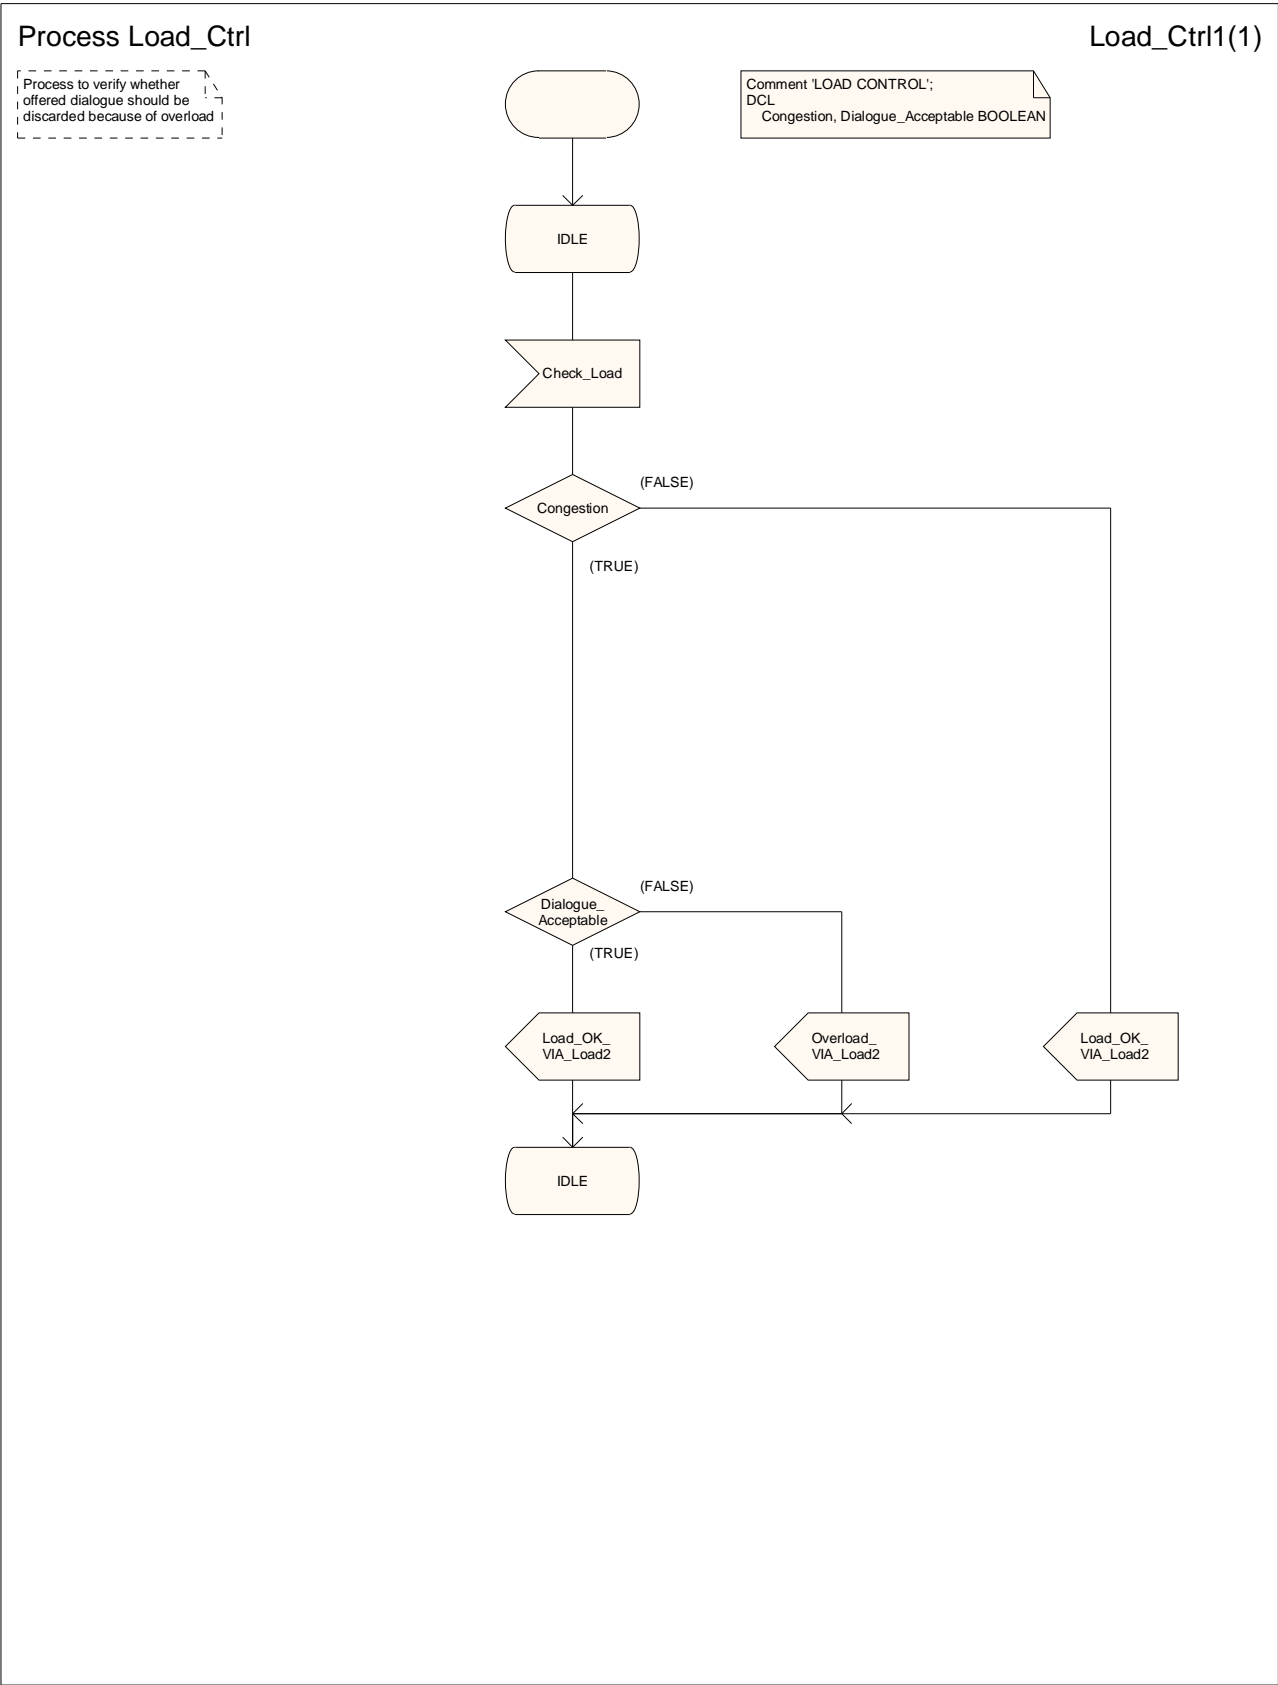 Process Load_Ctrl
Load_Ctrl1(1)
Process to verify whether
offered dialogue should be
discarded because of overload
Comment 'LOAD CONTROL';
DCL
Congestion, Dialogue_Acceptable BOOLEAN
IDLE
Check_Load
Congestion
(FALSE)
(TRUE)
Dialogue_
Acceptable
(FALSE)
(TRUE)
Load_OK_
VIA_Load2
Overload_
VIA_Load2
Load_OK_
VIA_Load2
IDLE